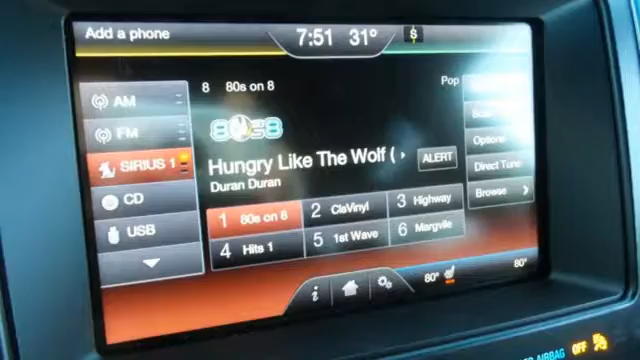 Add a phone
7:51 31°
8 80s on 8
Pop
AM
FM
SIRIUS 1
CD
USB
80s8
Hungry Like The Wolf (
Duran Duran
ALERT
Options
Direct Tune
Browse
1 80s on 8
2 ClsVinyl
3 Highway
4 Hits 1
5 1st Wave
6 Margvlle
i
80°
80°
AIRBAG OFF